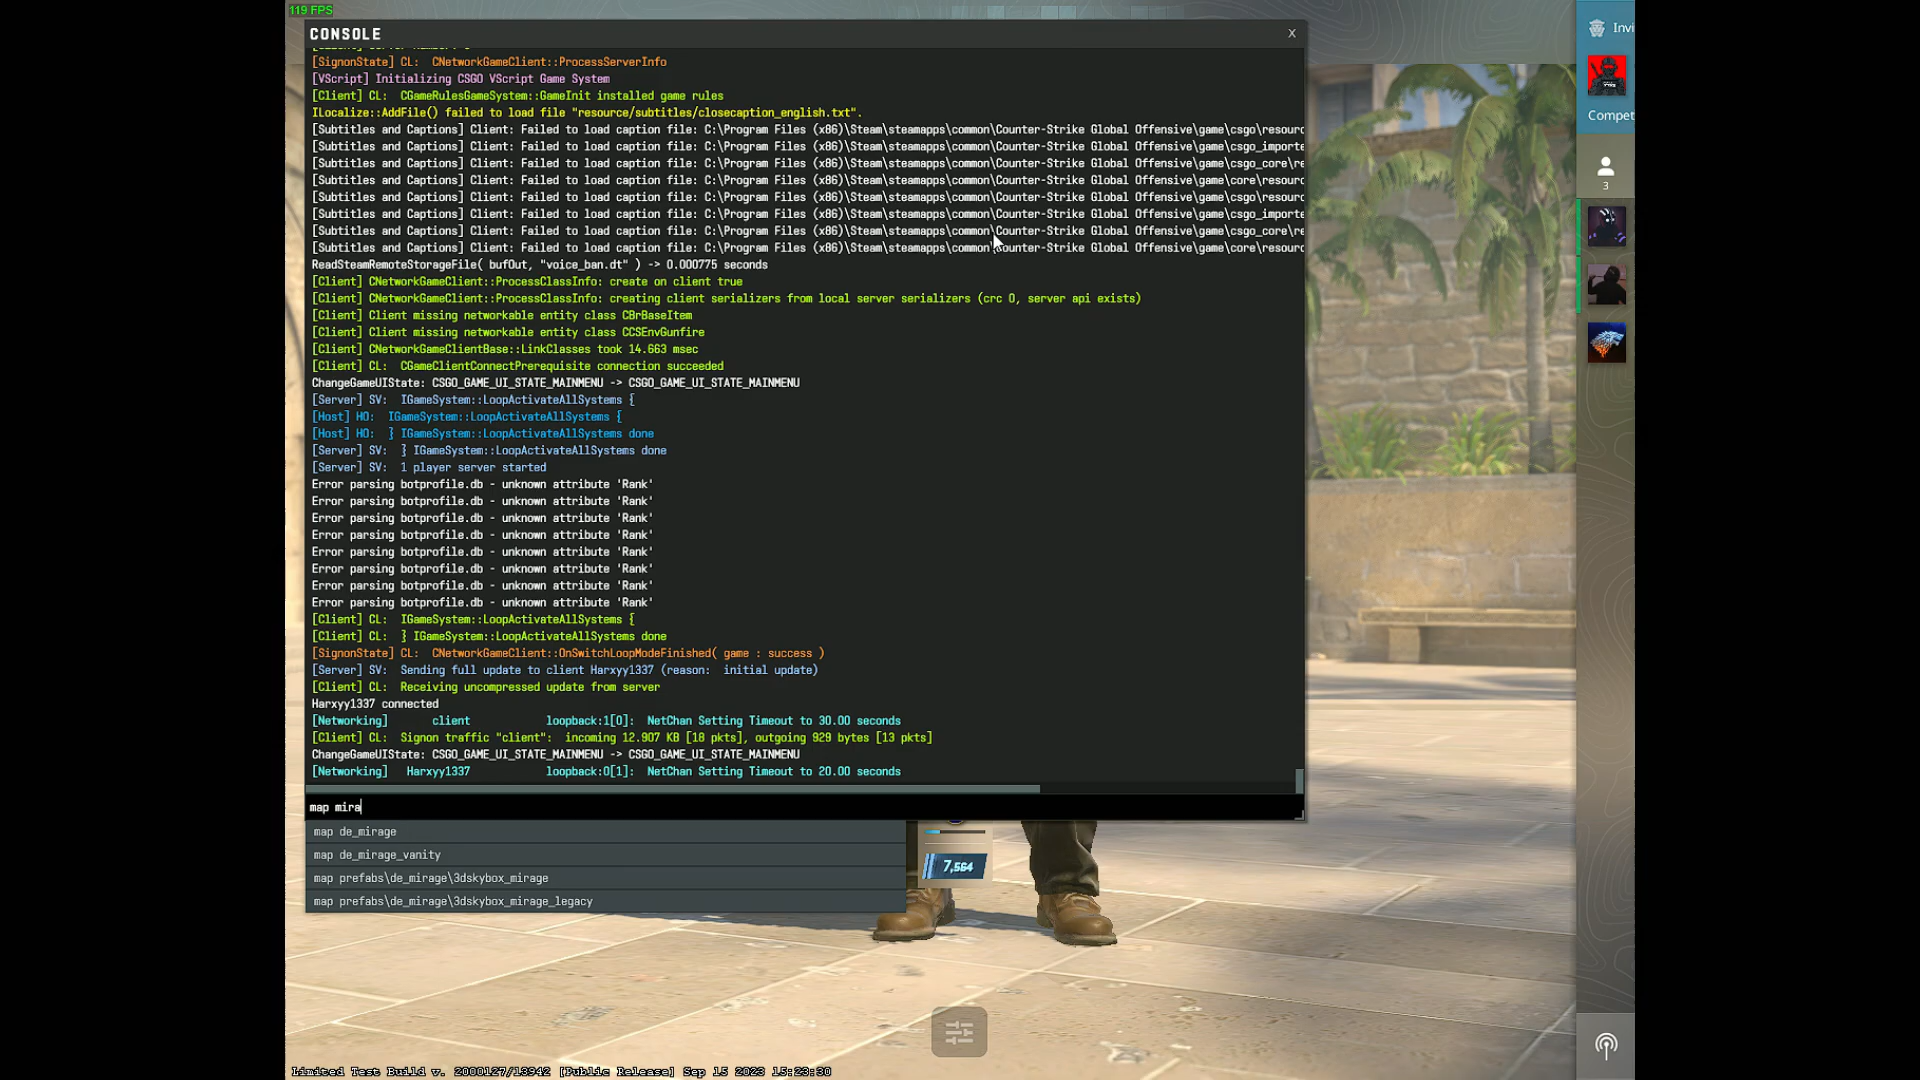 119 FPS
CONSOLE
X
[SignonState] CL: CNetworkGameClient::ProcessServerInfo
[VScript] Initializing CSGO VScript Game System
[Client] CL: CGameRulesGameSystem::GameInit installed game rules
ILocalize::AddFile() failed to load file "resource/subtitles/closecaption_english.txt".
[Subtitles and Captions] Client: Failed to load caption file: C:\Program Files (x86)\Steam\steamapps\common\Counter-Strike Global Offensive\game\csgo\resourc
[Subtitles and Captions] Client: Failed to load caption file: C:\Program Files (x86)\Steam\steamapps\common\Counter-Strike Global Offensive\game\csgo_importe
[Subtitles and Captions] Client: Failed to load caption file: C:\Program Files (x86)\Steam\steamapps\common\Counter-Strike Global Offensive\game\csgo_core\re
[Subtitles and Captions] Client: Failed to load caption file: C:\Program Files (x86)\Steam\steamapps\common\Counter-Strike Global Offensive\game\core\resourc
[Subtitles and Captions] Client: Failed to load caption file: C:\Program Files (x86)\Steam\steamapps\common\Counter-Strike Global Offensive\game\csgo\resourc
[Subtitles and Captions] Client: Failed to load caption file: C:\Program Files (x86)\Steam\steamapps\common\Counter-Strike Global Offensive\game\csgo_importe
[Subtitles and Captions] Client: Failed to load caption file: C:\Program Files (x86)\Steam\steamapps\common\Counter-Strike Global Offensive\game\csgo_core\re
[Subtitles and Captions] Client: Failed to load caption file: C:\Program Files (x86)\Steam\steamapps\common\Counter-Strike Global Offensive\game\core\resourc
ReadSteamRemoteStorageFile( bufOut, "voice_ban.dt" ) -> 0.000775 seconds
[Client] CNetworkGameClient::ProcessClassInfo: create on client true
[Client] CNetworkGameClient::ProcessClassInfo: creating client serializers from local server serializers (crc 0, server api exists)
[Client] Client missing networkable entity class CBrBaseItem
[Client] Client missing networkable entity class CCSEnvGunfire
[Client] CNetworkGameClientBase::LinkClasses took 14.663 msec
[Client] CL: CGameClientConnectPrerequisite connection succeeded
ChangeGameUIState: CSGO_GAME_UI_STATE_MAINMENU -> CSGO_GAME_UI_STATE_MAINMENU
[Server] SV: IGameSystem::LoopActivateAllSystems {
[Host] HO: IGameSystem::LoopActivateAllSystems {
[Host] HO: } IGameSystem::LoopActivateAllSystems done
[Server] SV: } IGameSystem::LoopActivateAllSystems done
[Server] SV: 1 player server started
Error parsing botprofile.db - unknown attribute 'Rank'
Error parsing botprofile.db - unknown attribute 'Rank'
Error parsing botprofile.db - unknown attribute 'Rank'
Error parsing botprofile.db - unknown attribute 'Rank'
Error parsing botprofile.db - unknown attribute 'Rank'
Error parsing botprofile.db - unknown attribute 'Rank'
Error parsing botprofile.db - unknown attribute 'Rank'
Error parsing botprofile.db - unknown attribute 'Rank'
[Client] CL: IGameSystem::LoopActivateAllSystems {
[Client] CL: } IGameSystem::LoopActivateAllSystems done
[SignonState] CL: CNetworkGameClient::OnSwitchLoopModeFinished( game : success )
[Server] SV: Sending full update to client Harxyy1337 (reason: initial update)
[Client] CL: Receiving uncompressed update from server
Harxyy1337 connected
[Networking] client loopback:1[0]: NetChan Setting Timeout to 30.00 seconds
[Client] CL: Signon traffic "client": incoming 12.907 KB [18 pkts], outgoing 929 bytes [13 pkts]
ChangeGameUIState: CSGO_GAME_UI_STATE_MAINMENU -> CSGO_GAME_UI_STATE_MAINMENU
[Networking] Harxyy1337 loopback:0[1]: NetChan Setting Timeout to 20.00 seconds
map mira
map de_mirage
map de_mirage_vanity
map prefabs\de_mirage\3dskybox_mirage
map prefabs\de_mirage\3dskybox_mirage_legacy
7,564
Invi
Compet
3
Limited Test Build v. 2000127/13942 [Public Release] Sep 15 2023 15:23:30